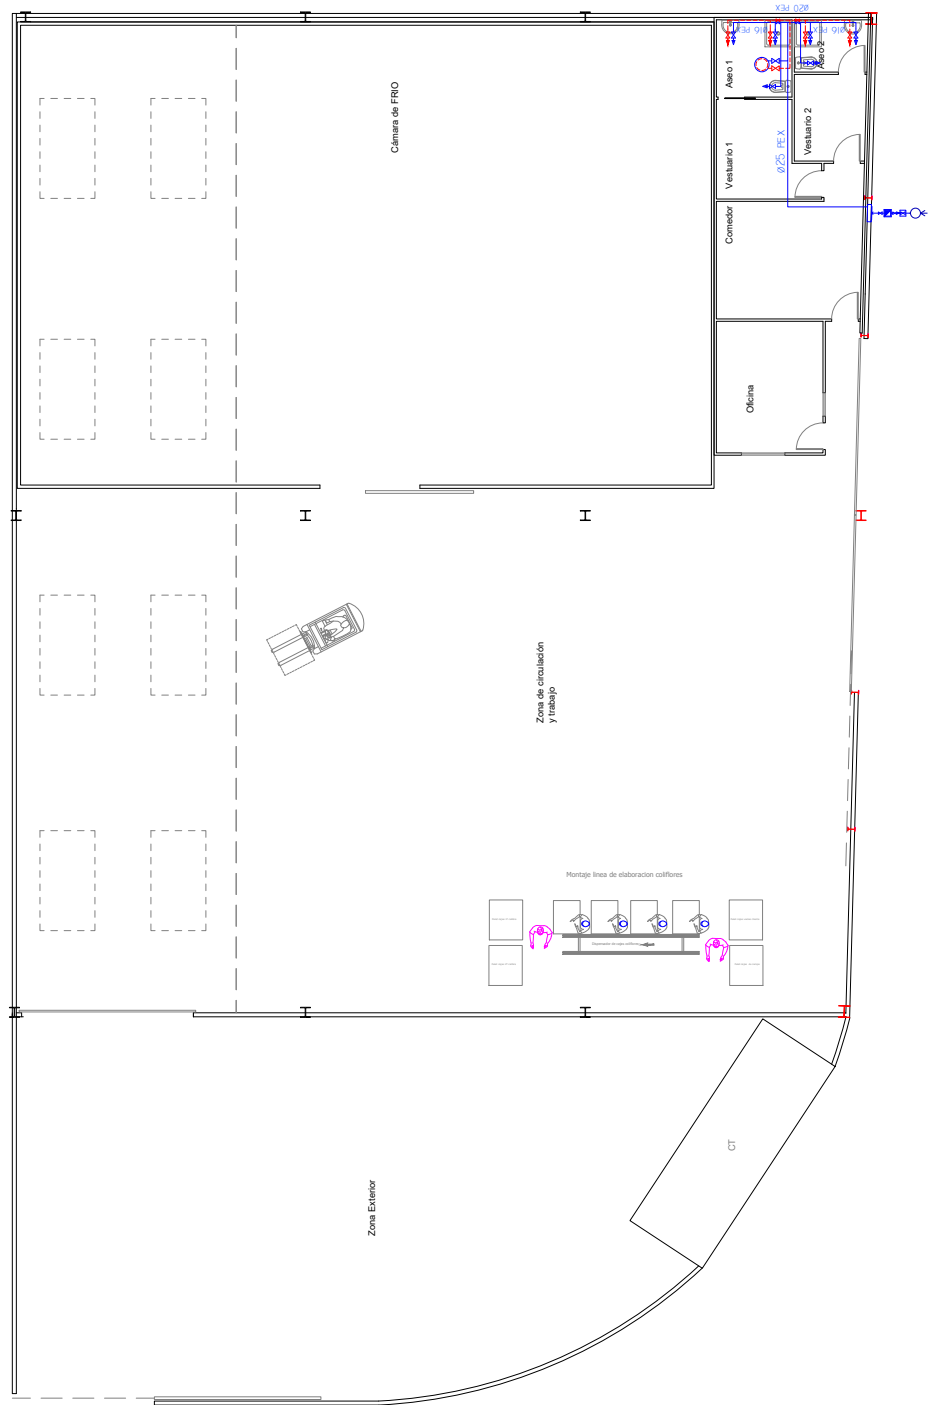 Ø20 PEX
Ø16 PEX
Ø16 PEX
Aseo 1
Aseo 2
Cámara de FRIO
Vestuario 2
Vestuario 1
Ø25 PEX
Comedor
Oficina
Zona de circulación
y trabajo
Montaje linea de elaboracion coliflores
CT
Zona Exterior